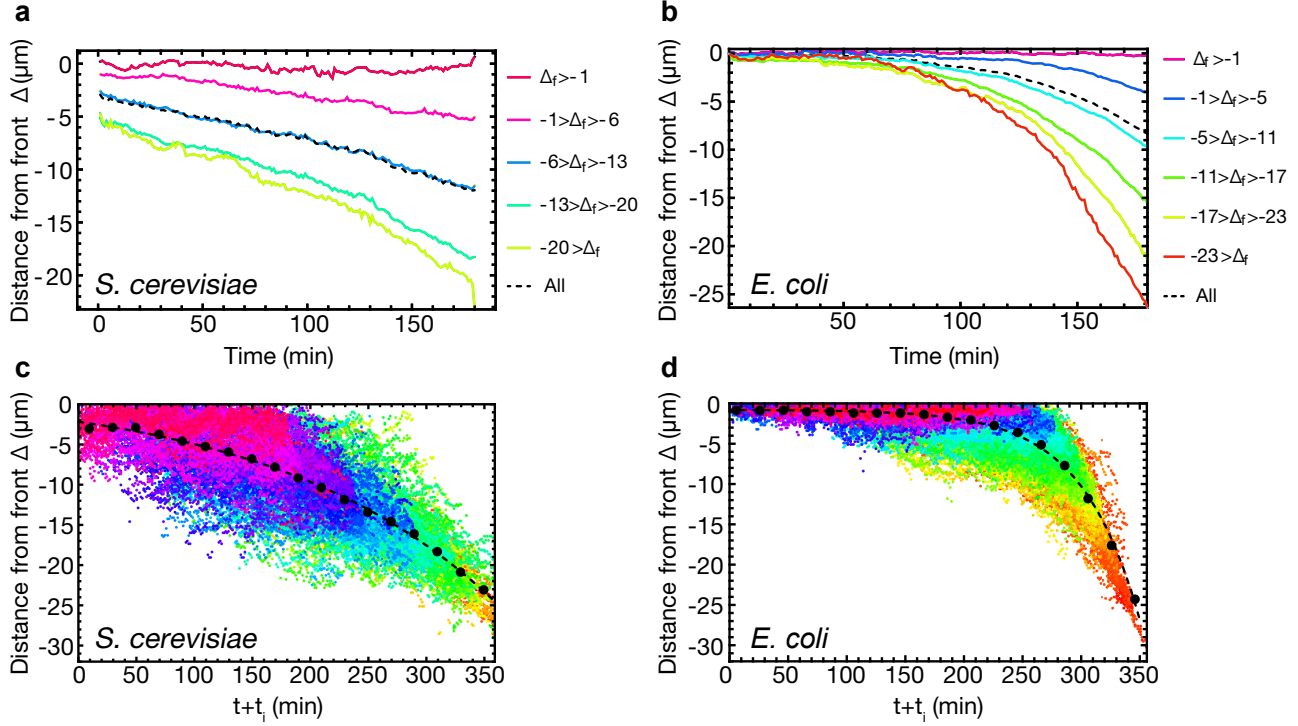 a
Distance from front Δ (μm)
0
-5
-10
-15
-20
0
50
100
150
Time (min)
S. cerevisiae
Δf>-1
-1>Δf>-6
-6>Δf>-13
-13>Δf>-20
-20>Δf
All
b
Distance from front Δ (μm)
0
-5
-10
-15
-20
-25
50
100
150
Time (min)
E. coli
Δf>-1
-1>Δf>-5
-5>Δf>-11
-11>Δf>-17
-17>Δf>-23
-23>Δf
All
c
Distance from front Δ (μm)
0
-5
-10
-15
-20
-25
-30
0
50
100
150
200
250
300
350
t+ti (min)
S. cerevisiae
d
Distance from front Δ (μm)
0
-5
-10
-15
-20
-25
-30
0
50
100
150
200
250
300
350
t+ti (min)
E. coli